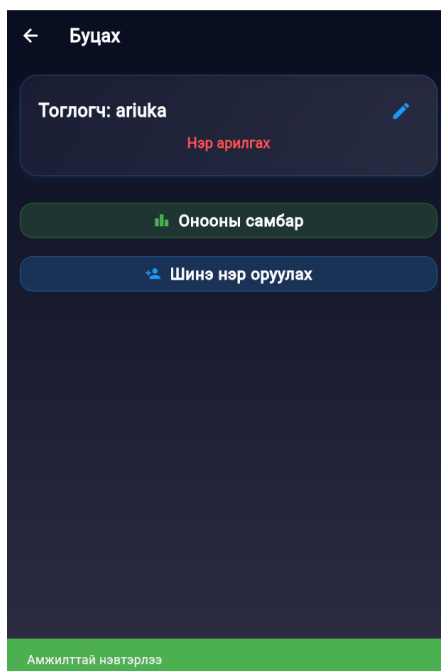 Буцах
Тоглогч: ariuka
Нэр арилгах
Онооны самбар
Шинэ нэр оруулах
Амжилттай нэвтэрлээ